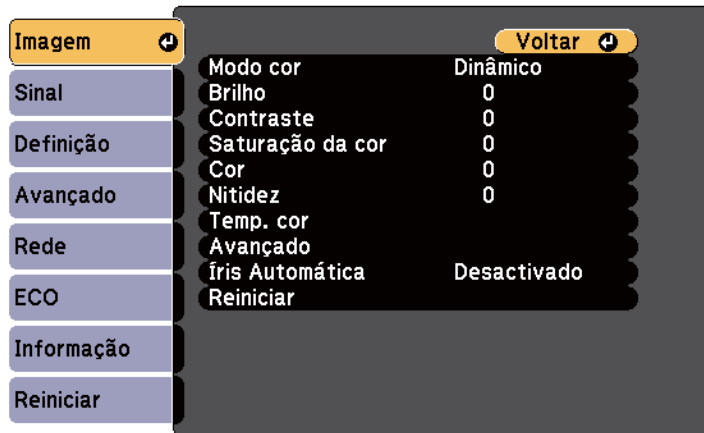 Imagem
Sinal
Definição
Avançado
Rede
ECO
Informação
Reiniciar
Voltar
Modo cor Dinâmico
Brilho 0
Contraste 0
Saturação da cor 0
Cor 0
Nitidez 0
Temp. cor
Avançado
Íris Automática Desactivado
Reiniciar